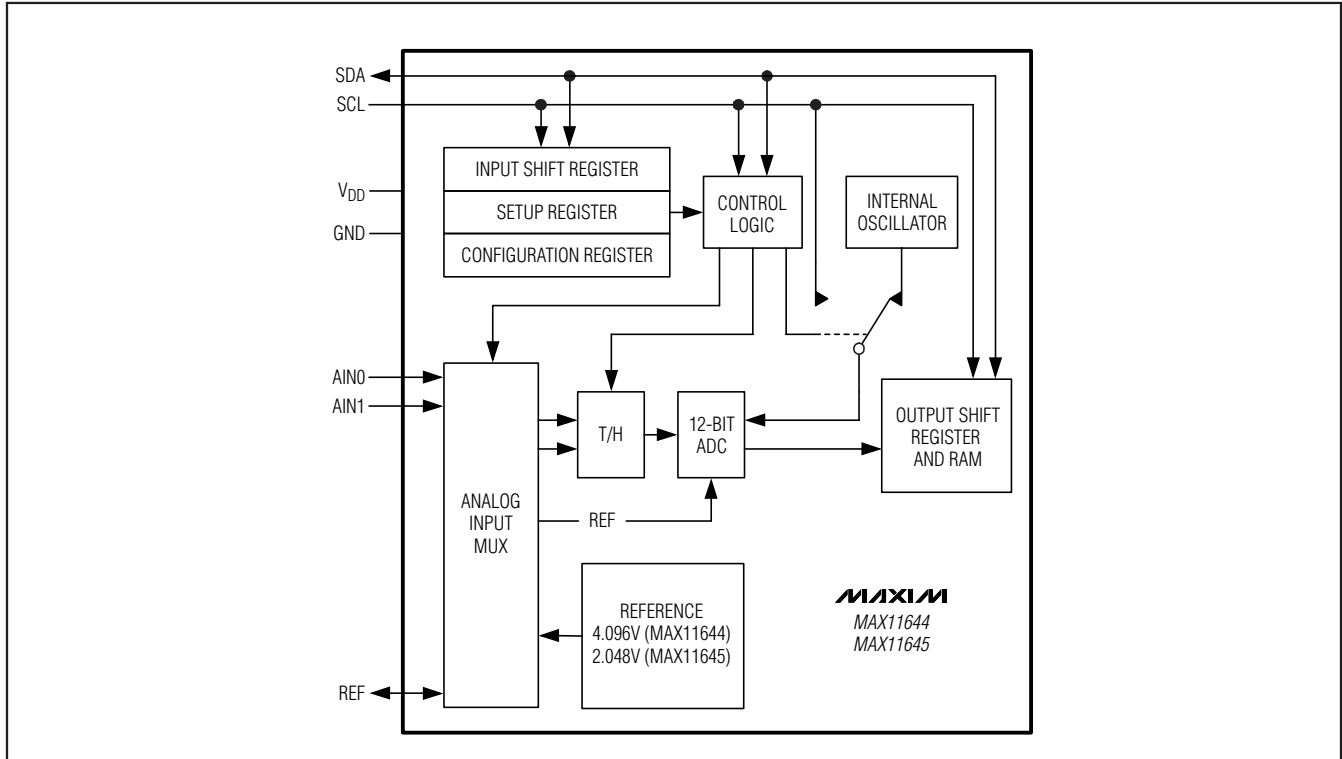 SDA
SCL
V_DD
GND
AIN0
AIN1
REF
INPUT SHIFT REGISTER
SETUP REGISTER
CONFIGURATION REGISTER
CONTROL
LOGIC
INTERNAL
OSCILLATOR
ANALOG
INPUT
MUX
T/H
12-BIT
ADC
OUTPUT SHIFT
REGISTER
AND RAM
REF
REFERENCE
4.096V (MAX11644)
2.048V (MAX11645)
MAXIM
MAX11644
MAX11645